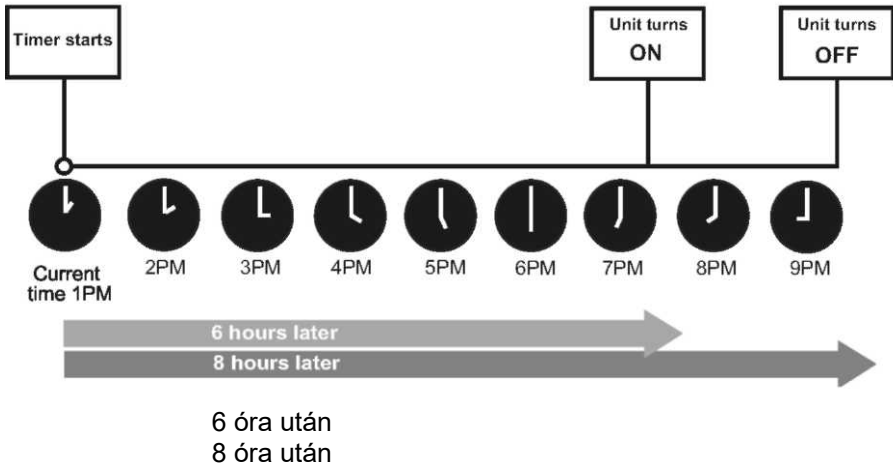 Timer starts
Unit turns
ON
Unit turns
OFF
Current
time 1PM
2PM
3PM
4PM
5PM
6PM
7PM
8PM
9PM
6 hours later
8 hours later
6 óra után
8 óra után